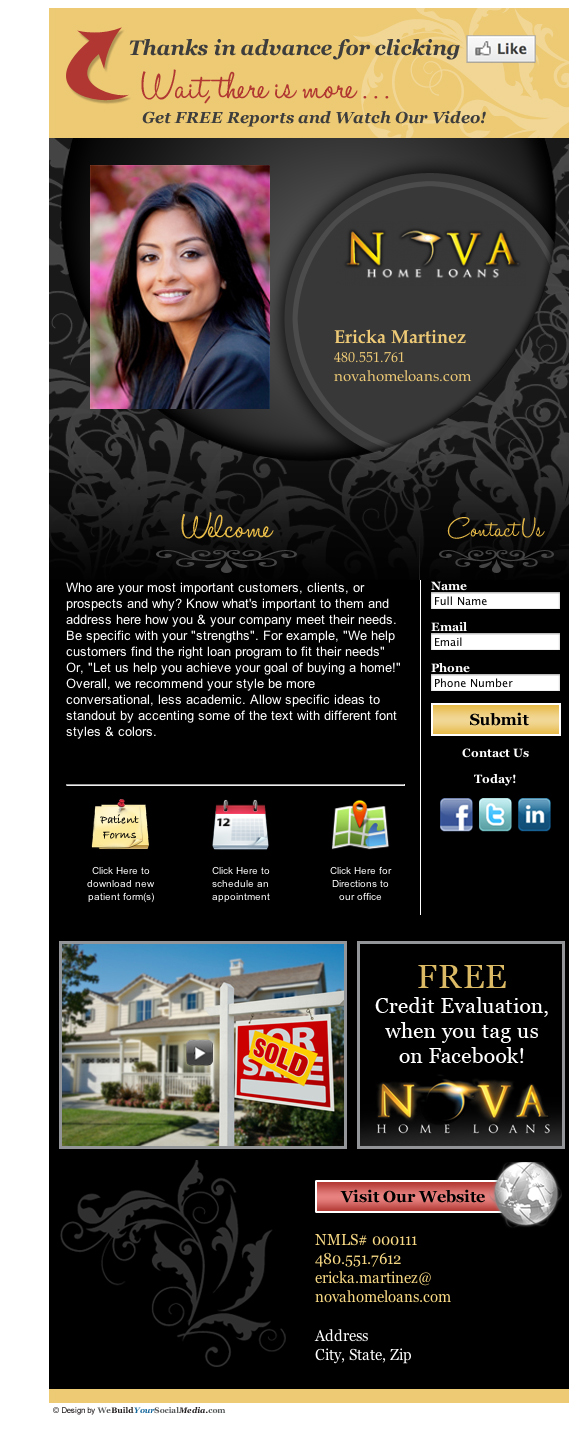 Thanks in advance for clicking
Like
Wait, there is more . . .
Get FREE Reports and Watch Our Video!
NOVA
HOME LOANS
Ericka Martinez
480.551.761
novahomeloans.com
Welcome
Who are your most important customers, clients, or
prospects and why? Know what's important to them and
address here how you & your company meet their needs.
Be specific with your "strengths". For example, "We help
customers find the right loan program to fit their needs"
Or, "Let us help you achieve your goal of buying a home!"
Overall, we recommend your style be more
conversational, less academic. Allow specific ideas to
standout by accenting some of the text with different font
styles & colors.
Contact Us
Name
Full Name
Email
Email
Phone
Phone Number
Submit
Contact Us
Today!
f
t
in
Patient
Forms
Click Here to
download new
patient form(s)
12
Click Here to
schedule an
appointment
Click Here for
Directions to
our office
FOR
SALE
SOLD
FREE
Credit Evaluation,
when you tag us
on Facebook!
NOVA
HOME LOANS
Visit Our Website
NMLS# 000111
480.551.7612
ericka.martinez@
novahomeloans.com
Address
City, State, Zip
© Design by WeBuildYourSocialMedia.com